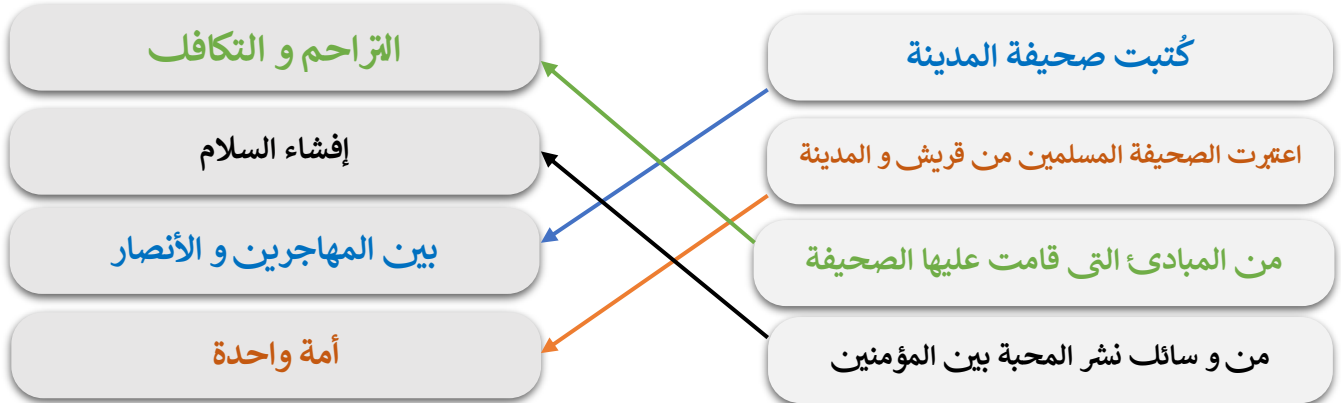 كُتبت صحيفة المدينة
التراحم و التكافل
اعتبرت الصحيفة المسلمين من قريش و المدينة
إفشاء السلام
من المبادئ التى قامت عليها الصحيفة
بين المهاجرين و الأنصار
من و سائل نشر المحبة بين المؤمنين
أمة واحدة